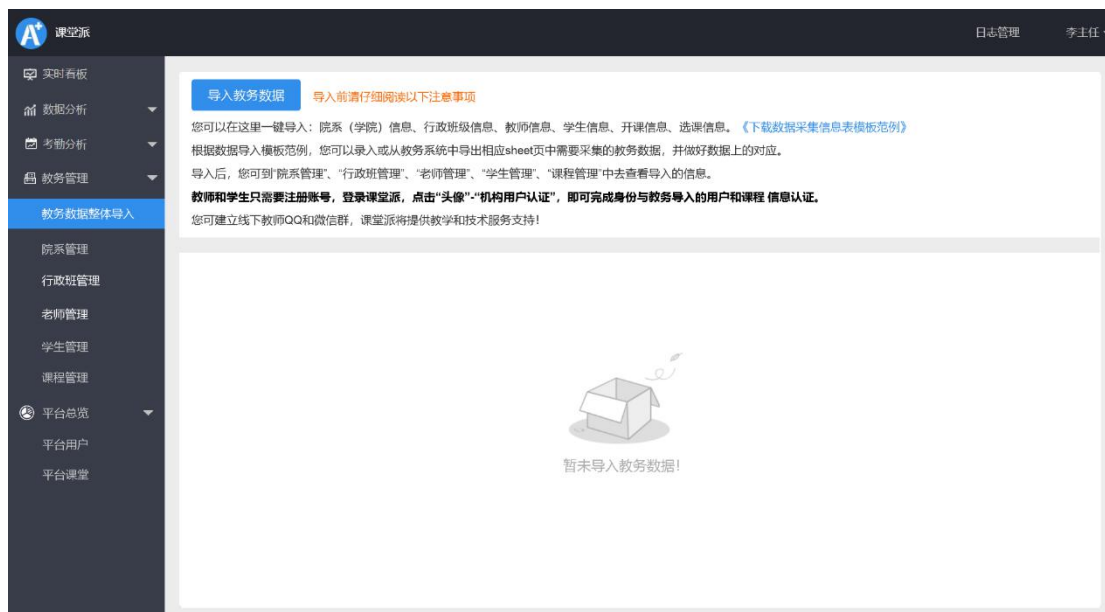 A+ 课堂派 日志管理 李主任
实时看板
数据分析
考勤分析
教务管理
教务数据整体导入
院系管理
行政班管理
老师管理
学生管理
课程管理
平台总览
平台用户
平台课堂
导入教务数据 导入前请仔细阅读以下注意事项
您可以在这里一键导入：院系（学院）信息、行政班级信息、教师信息、学生信息、开课信息、选课信息。《下载数据采集信息表模板范例》
根据数据导入模板范例，您可以录入或从教务系统中导出相应sheet页中需要采集的教务数据，并做好数据上的对应。
导入后，您可到“院系管理”、“行政班管理”、“老师管理”、“学生管理”、“课程管理”中去查看导入的信息。
教师和学生只需要注册账号，登录课堂派，点击“头像”-“机构用户认证”，即可完成身份与教务导入的用户和课程 信息认证。
您可建立线下教师QQ和微信群，课堂派将提供教学和技术服务支持！
暂未导入教务数据！